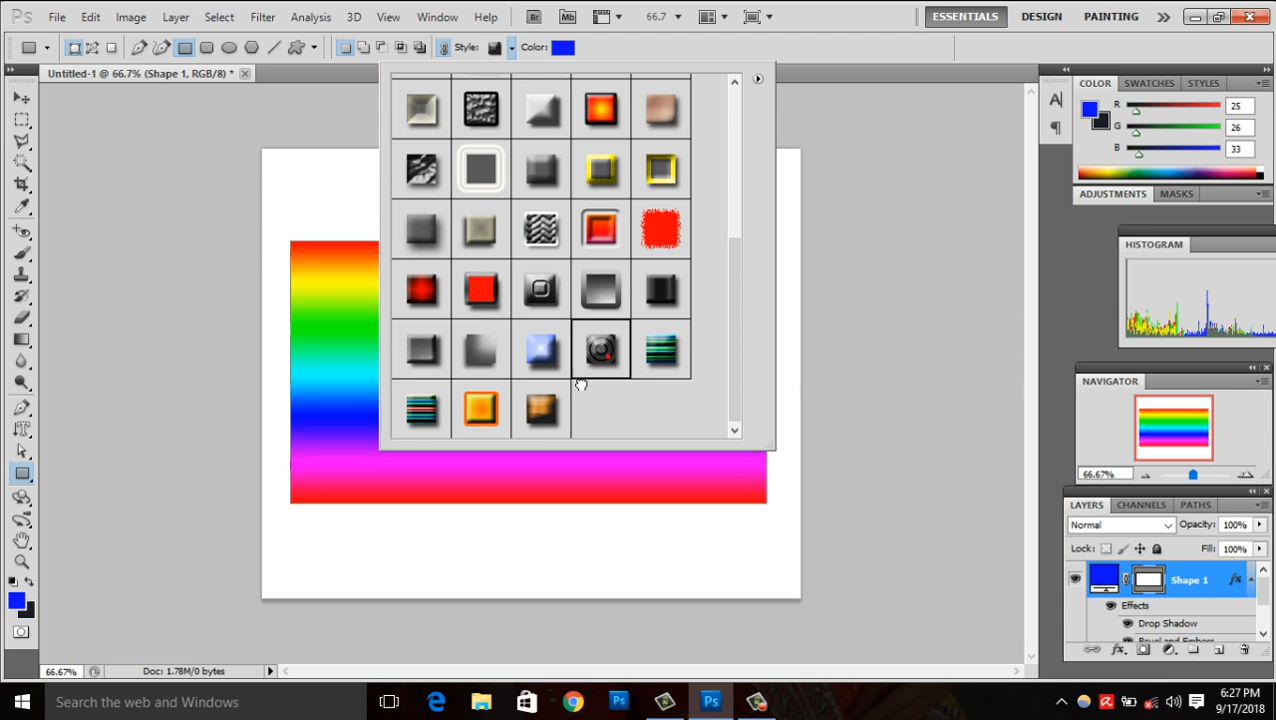 Ps File Edit Image Layer Select Filter Analysis 3D View Window Help Br Mb 66.7 ESSENTIALS DESIGN PAINTING
Style: Color:
Untitled-1 @ 66.7% (Shape 1, RGB/8) *
COLOR SWATCHES STYLES
R 25
G 26
B 33
ADJUSTMENTS MASKS
HISTOGRAM
NAVIGATOR
66.67%
LAYERS CHANNELS PATHS
Normal Opacity: 100%
Lock: Fill: 100%
Shape 1 fx
Effects
Drop Shadow
Bevel and Emboss
66.67% Doc: 1.78M/0 bytes
Search the web and Windows
6:27 PM
9/17/2018